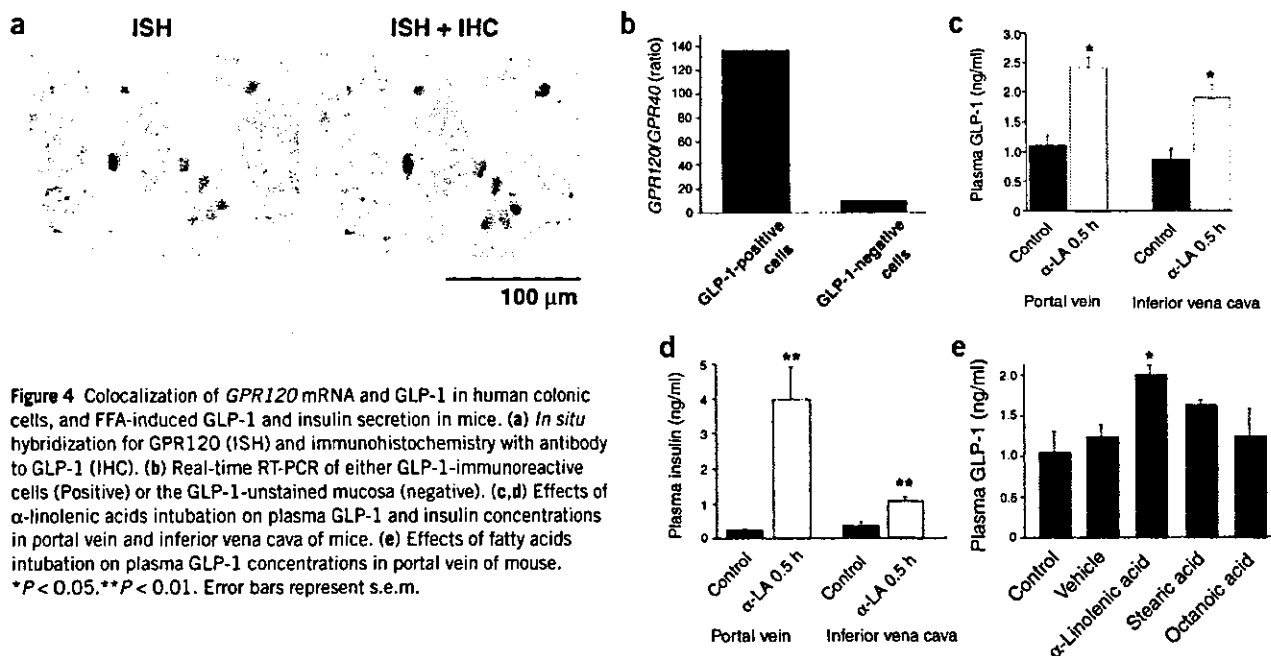 a
ISH
ISH + IHC
100 µm
b
GPR120/GPR40 (ratio)
140
120
100
80
60
40
20
0
GLP-1-positive
cells
GLP-1-negative
cells
c
Plasma GLP-1 (ng/ml)
3.0
2.5
2.0
1.5
1.0
0.5
0
*
*
Control
α-LA 0.5 h
Control
α-LA 0.5 h
Portal vein
Inferior vena cava
d
Plasma insulin (ng/ml)
5
4
3
2
1
0
**
**
Control
α-LA 0.5 h
Control
α-LA 0.5 h
Portal vein
Inferior vena cava
e
Plasma GLP-1 (ng/ml)
2.0
1.5
1.0
0
*
Control
Vehicle
α-Linolenic acid
Stearic acid
Octanoic acid
Figure 4 Colocalization of GPR120 mRNA and GLP-1 in human colonic
cells, and FFA-induced GLP-1 and insulin secretion in mice. (a) In situ
hybridization for GPR120 (ISH) and immunohistochemistry with antibody
to GLP-1 (IHC). (b) Real-time RT-PCR of either GLP-1-immunoreactive
cells (Positive) or the GLP-1-unstained mucosa (negative). (c,d) Effects of
α-linolenic acids intubation on plasma GLP-1 and insulin concentrations
in portal vein and inferior vena cava of mice. (e) Effects of fatty acids
intubation on plasma GLP-1 concentrations in portal vein of mouse.
*P < 0.05.**P < 0.01. Error bars represent s.e.m.